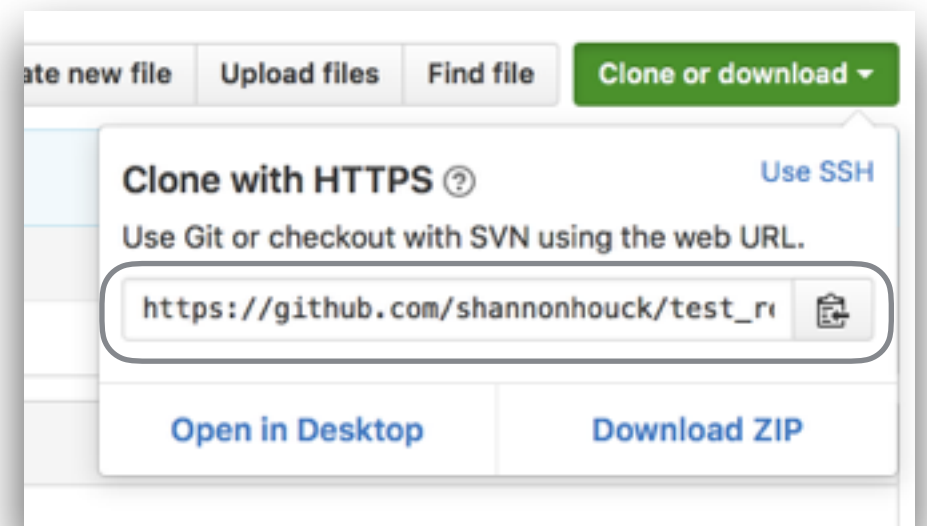 ate new file Upload files Find file Clone or download
Clone with HTTPS ? Use SSH
Use Git or checkout with SVN using the web URL.
https://github.com/shannonhouck/test_re
Open in Desktop Download ZIP